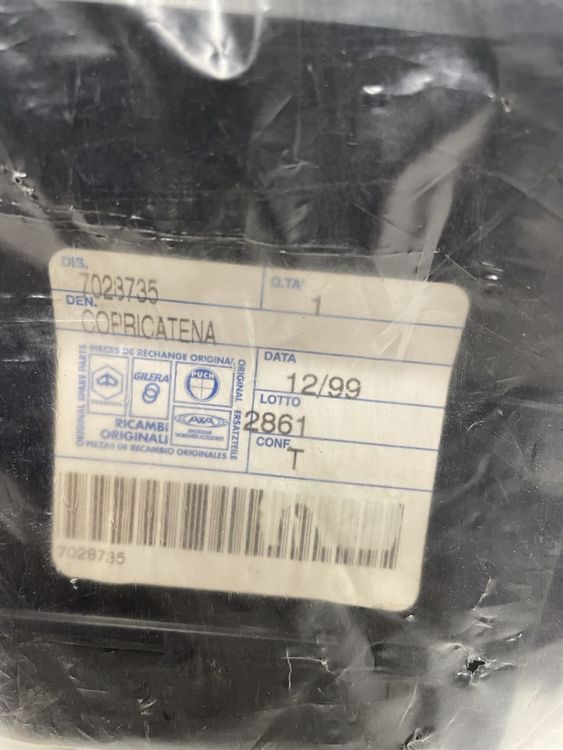 DIS.
7028735
Q.TA'
1
DEN.
COPRICATENA
PIECES DE RECHANGE ORIGINAL
ORIGINAL SPARE PARTS
GILERA
PUCH
ORIGINAL ERSATZTEILE
RICAMBI
ORIGINALI
PIEZAS DE RECAMBIO ORIGINALES
DATA
12/99
LOTTO
2861
CONF.
T
7028735